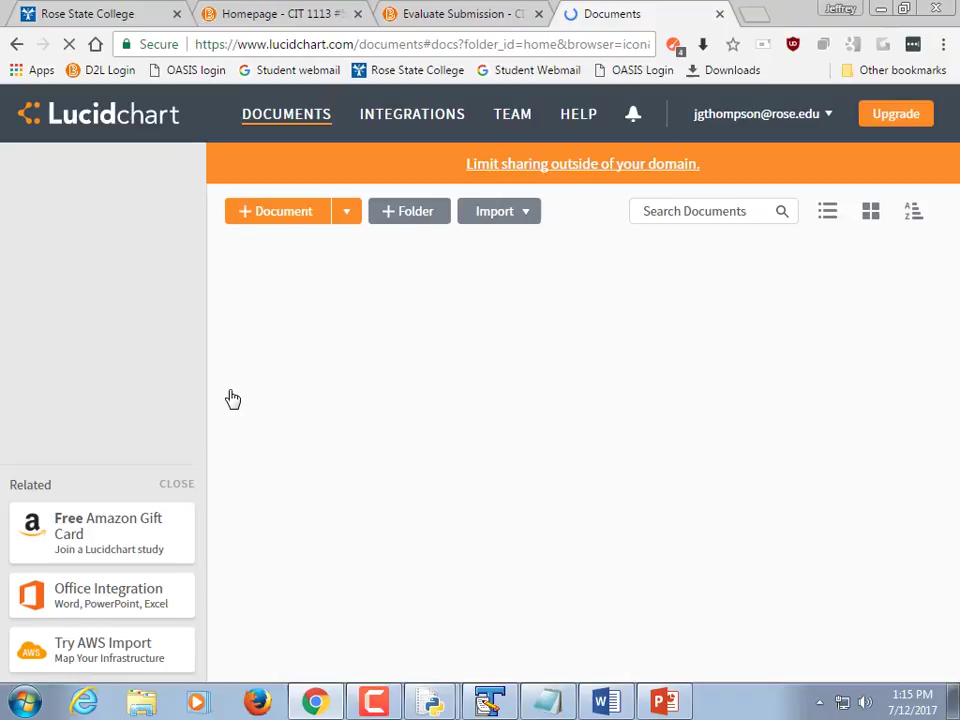 Rose State College
Homepage - CIT 1113 #
Evaluate Submission - C
Documents
Jeffrey
Secure
https://www.lucidchart.com/documents#docs?folder_id=home&browser=iconi
4
Apps
D2L Login
OASIS login
Student webmail
Rose State College
Student Webmail
OASIS Login
Downloads
Other bookmarks
Lucidchart
DOCUMENTS
INTEGRATIONS
TEAM
HELP
jgthompson@rose.edu
Upgrade
Limit sharing outside of your domain.
+ Document
+ Folder
Import
Search Documents
A
Z
Related
CLOSE
Free Amazon Gift
Card
Join a Lucidchart study
Office Integration
Word, PowerPoint, Excel
AWS
Try AWS Import
Map Your Infrastructure
1:15 PM
7/12/2017